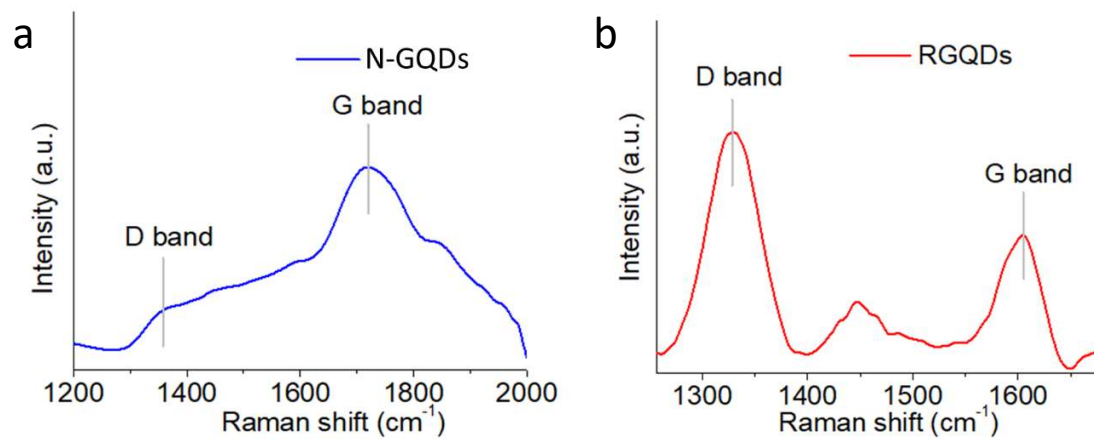 a
N-GQDs
G band
D band
Intensity (a.u.)
1200 1400 1600 1800 2000
Raman shift (cm⁻¹)
b
RGQDs
D band
G band
Intensity (a.u.)
1300 1400 1500 1600
Raman shift (cm⁻¹)